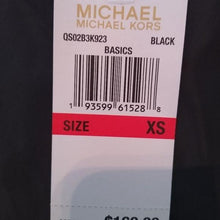 MICHAEL
MICHAEL KORS
QS02B3K923 BLACK
BASICS
1 93599 61528 8
SIZE XS